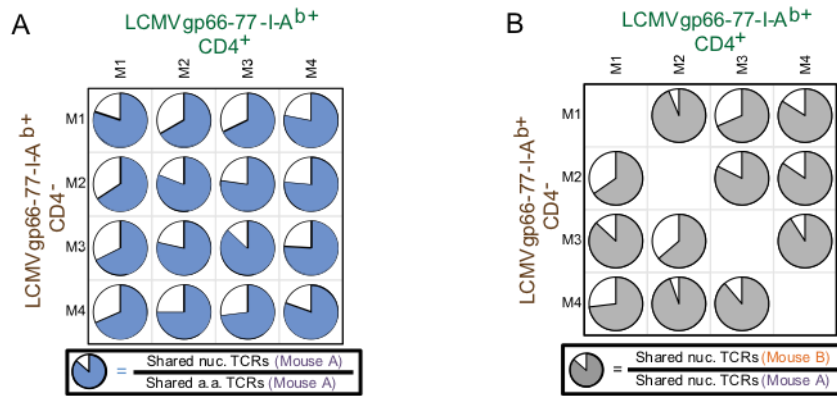 A
LCMVgp66-77-I-A^b+
CD4^+
M1 M2 M3 M4
LCMVgp66-77-I-A^b+
CD4^-
M1
M2
M3
M4
= Shared nuc. TCRs (Mouse A)
Shared a.a. TCRs (Mouse A)
B
LCMVgp66-77-I-A^b+
CD4^+
M1 M2 M3 M4
LCMVgp66-77-I-A^b+
CD4^-
M1
M2
M3
M4
= Shared nuc. TCRs (Mouse B)
Shared nuc. TCRs (Mouse A)